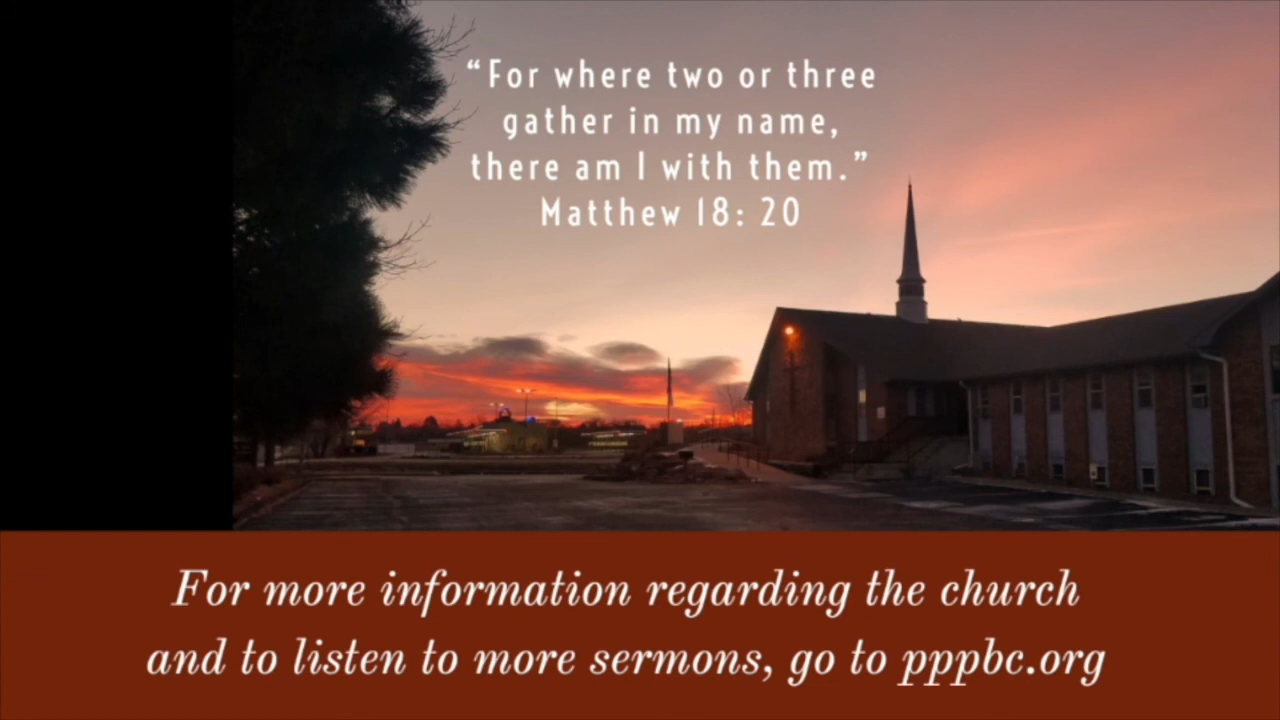 “For where two or three
gather in my name,
there am I with them.”
Matthew 18: 20
For more information regarding the church
and to listen to more sermons, go to pppbc.org